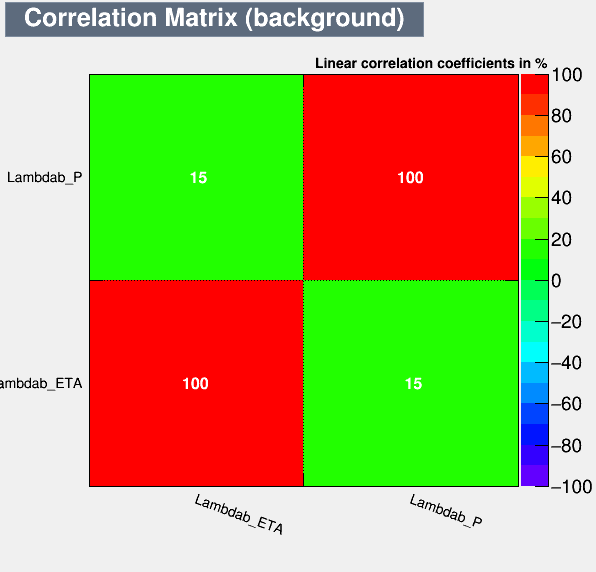 Correlation Matrix (background)
Linear correlation coefficients in %
100
80
60
40
20
0
−20
−40
−60
−80
−100
Lambdab_P
15
100
ambdab_ETA
100
15
Lambdab_ETA
Lambdab_P